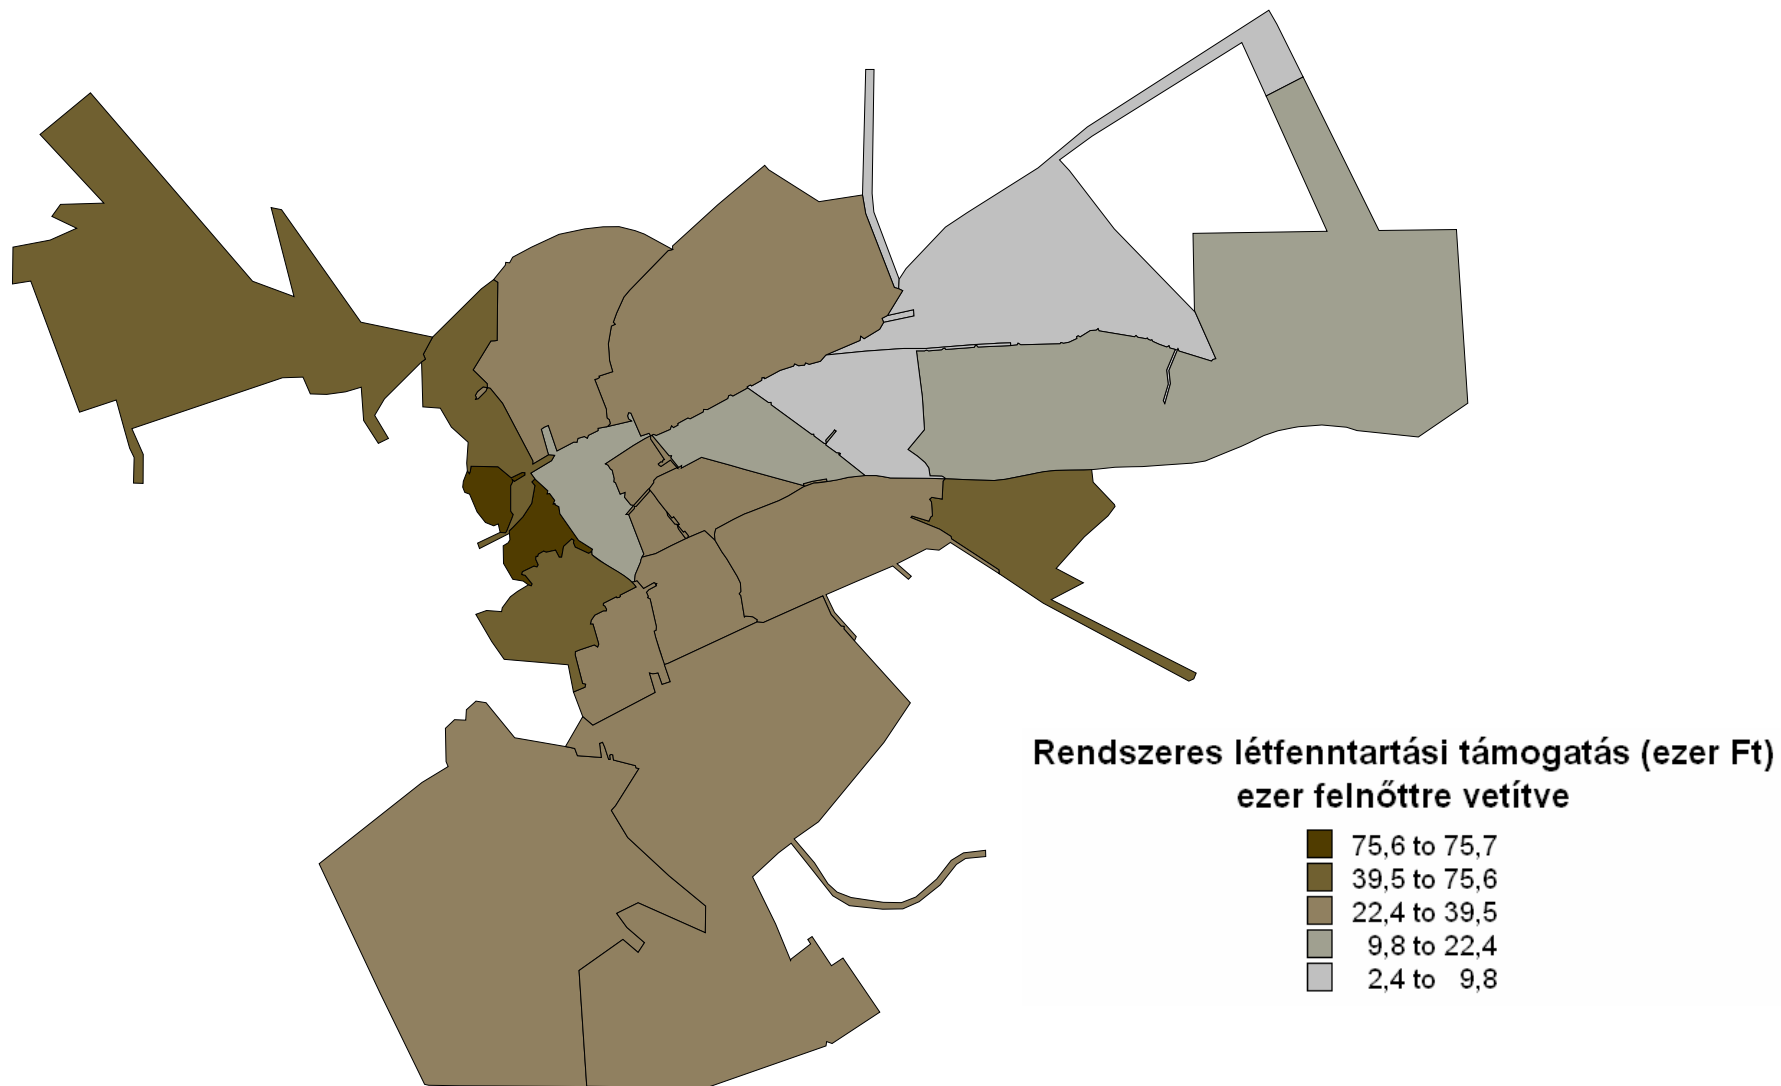 Rendszeres létfenntartási támogatás (ezer Ft)
ezer felnőttre vetítve
75,6 to 75,7
39,5 to 75,6
22,4 to 39,5
9,8 to 22,4
2,4 to 9,8